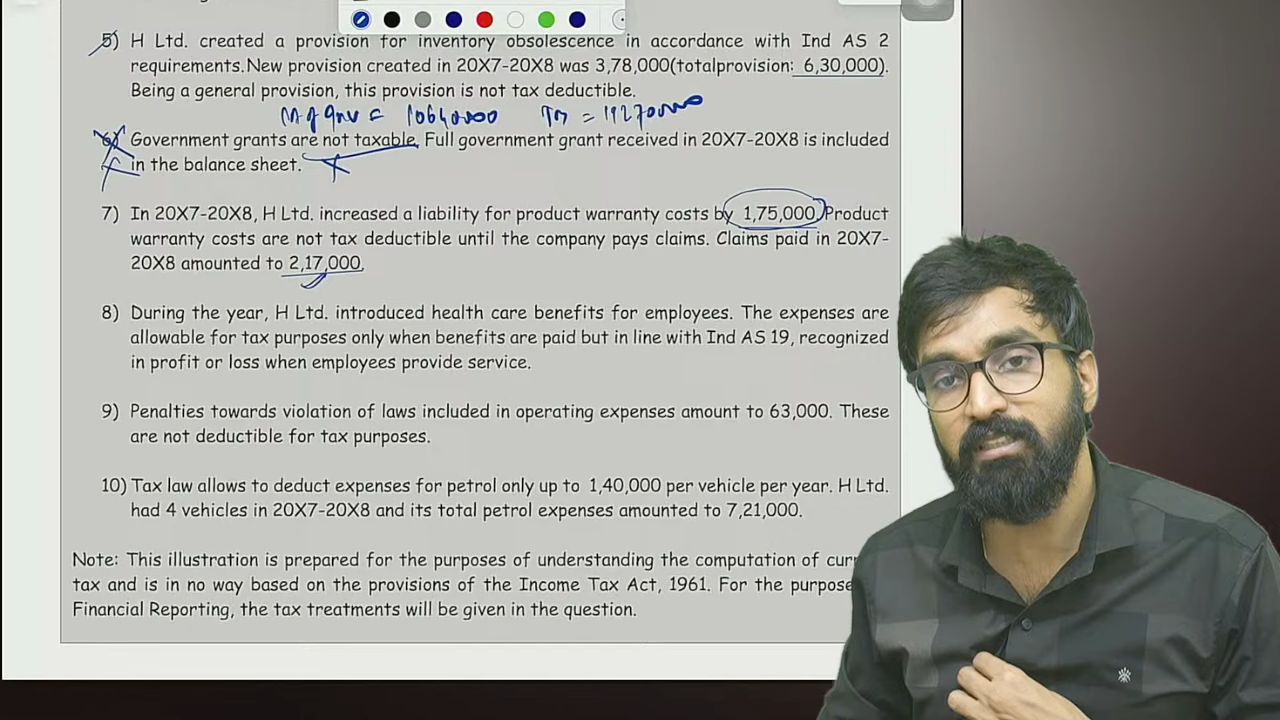 5) H Ltd. created a provision for inventory obsolescence in accordance with Ind AS 2
requirements.New provision created in 20X7-20X8 was 3,78,000(totalprovision: 6,30,000).
Being a general provision, this provision is not tax deductible.
6) Government grants are not taxable. Full government grant received in 20X7-20X8 is included
in the balance sheet.
7) In 20X7-20X8, H Ltd. increased a liability for product warranty costs by 1,75,000 Product
warranty costs are not tax deductible until the company pays claims. Claims paid in 20X7-
20X8 amounted to 2,17,000.
8) During the year, H Ltd. introduced health care benefits for employees. The expenses are
allowable for tax purposes only when benefits are paid but in line with Ind AS 19, recognized
in profit or loss when employees provide service.
9) Penalties towards violation of laws included in operating expenses amount to 63,000. These
are not deductible for tax purposes.
10) Tax law allows to deduct expenses for petrol only up to 1,40,000 per vehicle per year. H Ltd.
had 4 vehicles in 20X7-20X8 and its total petrol expenses amounted to 7,21,000.
Note: This illustration is prepared for the purposes of understanding the computation of
tax and is in no way based on the provisions of the Income Tax Act, 1961. For the
Financial Reporting, the tax treatments will be given in the question.